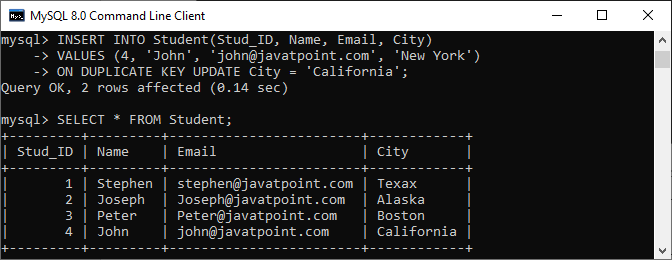 MySQL 8.0 Command Line Client
mysql> INSERT INTO Student(Stud_ID, Name, Email, City)
    -> VALUES (4, 'John', 'john@javatpoint.com', 'New York')
    -> ON DUPLICATE KEY UPDATE City = 'California';
Query OK, 2 rows affected (0.14 sec)

mysql> SELECT * FROM Student;
+---------+---------+------------------------+------------+
| Stud_ID | Name    | Email                  | City       |
+---------+---------+------------------------+------------+
|       1 | Stephen | stephen@javatpoint.com | Texax      |
|       2 | Joseph  | Joseph@javatpoint.com  | Alaska     |
|       3 | Peter   | Peter@javatpoint.com   | Boston     |
|       4 | John    | john@javatpoint.com    | California |
+---------+---------+------------------------+------------+